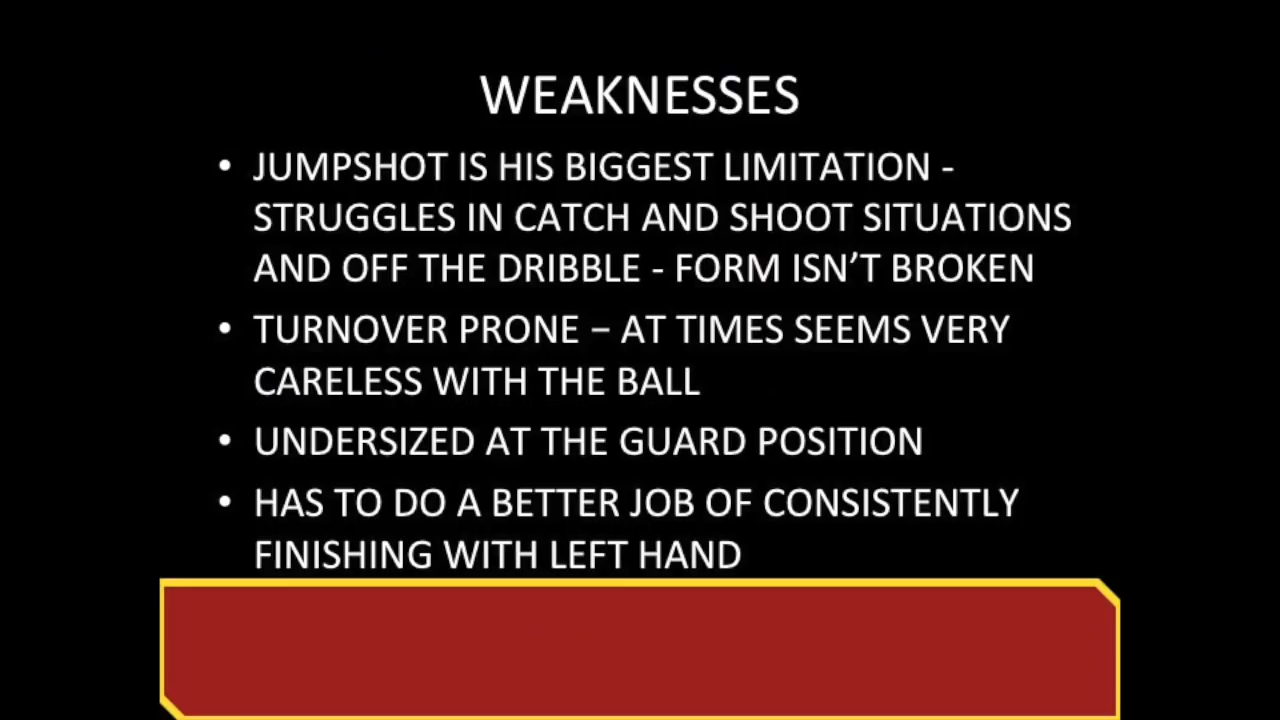 WEAKNESSES
• JUMPSHOT IS HIS BIGGEST LIMITATION -
STRUGGLES IN CATCH AND SHOOT SITUATIONS
AND OFF THE DRIBBLE - FORM ISN’T BROKEN
• TURNOVER PRONE – AT TIMES SEEMS VERY
CARELESS WITH THE BALL
• UNDERSIZED AT THE GUARD POSITION
• HAS TO DO A BETTER JOB OF CONSISTENTLY
FINISHING WITH LEFT HAND